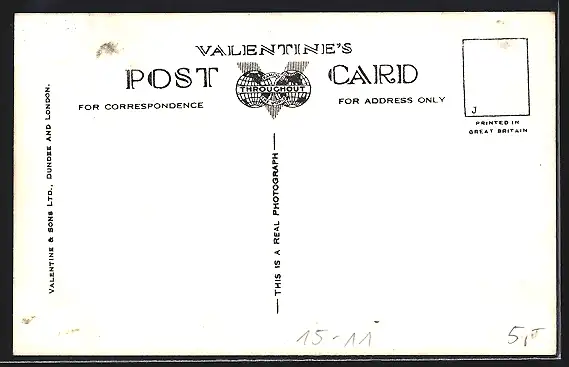 VALENTINE'S
POST CARD
THROUGHOUT
FOR CORRESPONDENCE
FOR ADDRESS ONLY
J
PRINTED IN
GREAT BRITAIN
VALENTINE & SONS LTD., DUNDEE AND LONDON.
THIS IS A REAL PHOTOGRAPH
15-11